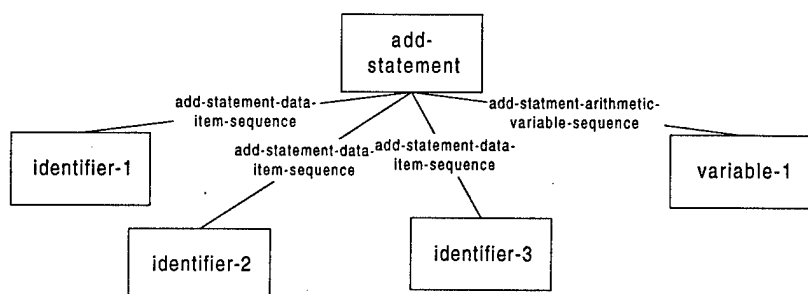 add-
statement
add-statement-data-
item-sequence
add-statment-arithmetic-
variable-sequence
add-statement-data-
item-sequence
add-statement-data-
item-sequence
identifier-1
variable-1
identifier-2
identifier-3